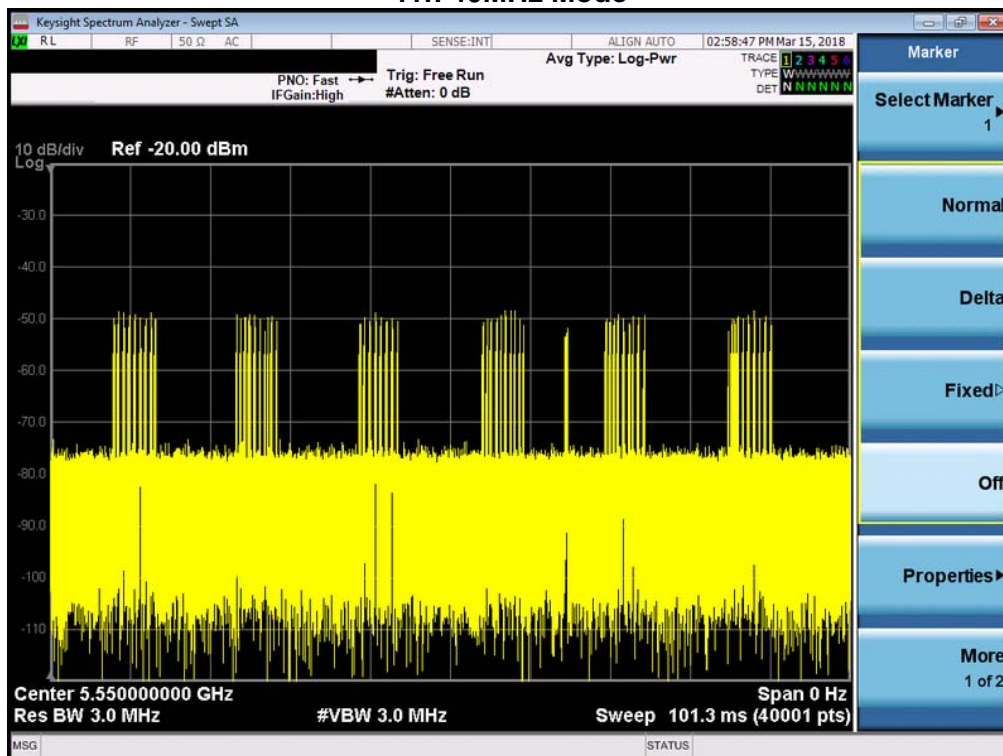 Keysight Spectrum Analyzer - Swept SA
LXI RL RF 50 Ω AC SENSE:INT ALIGN AUTO 02:58:47 PM Mar 15, 2018
Avg Type: Log-Pwr
TRACE 1 2 3 4 5 6
TYPE W
DET N N N N N N
PNO: Fast
IFGain:High
Trig: Free Run
#Atten: 0 dB
10 dB/div
Log
Ref -20.00 dBm
-30.0
-40.0
-50.0
-60.0
-70.0
-80.0
-90.0
-100
-110
Center 5.550000000 GHz
Span 0 Hz
Res BW 3.0 MHz
#VBW 3.0 MHz
Sweep 101.3 ms (40001 pts)
MSG
STATUS
Marker
Select Marker
1
Normal
Delta
Fixed
Off
Properties
More
1 of 2